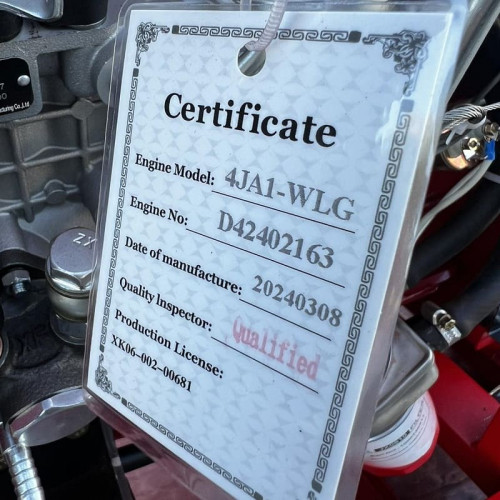 Certificate
Engine Model: 4JA1-WLG
Engine No: D42402163
Date of manufacture: 20240308
Quality Inspector: Qualified
Production License:
XK06-002-00681